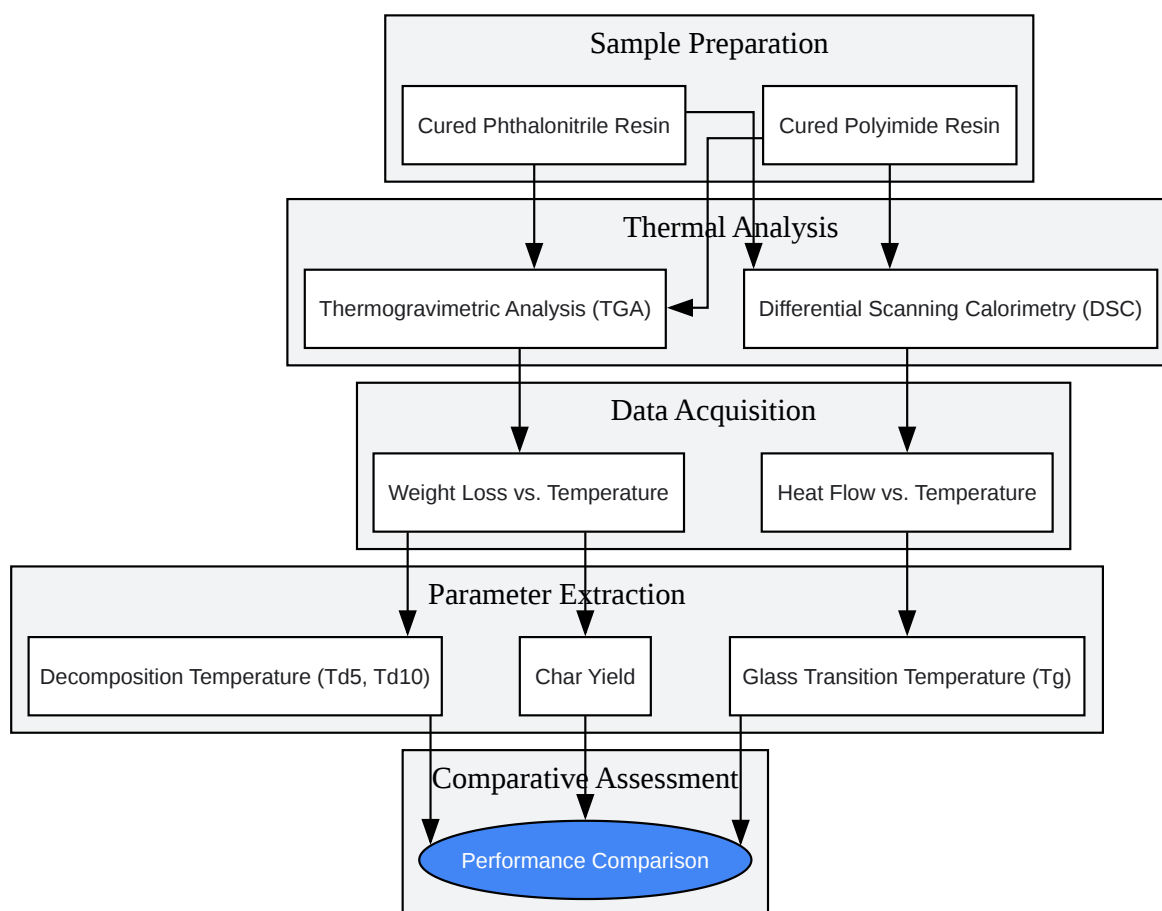 Sample Preparation
Cured Phthalonitrile Resin
Cured Polyimide Resin
Thermal Analysis
Thermogravimetric Analysis (TGA)
Differential Scanning Calorimetry (DSC)
Data Acquisition
Weight Loss vs. Temperature
Heat Flow vs. Temperature
Parameter Extraction
Decomposition Temperature (Td5, Td10)
Char Yield
Glass Transition Temperature (Tg)
Comparative Assessment
Performance Comparison